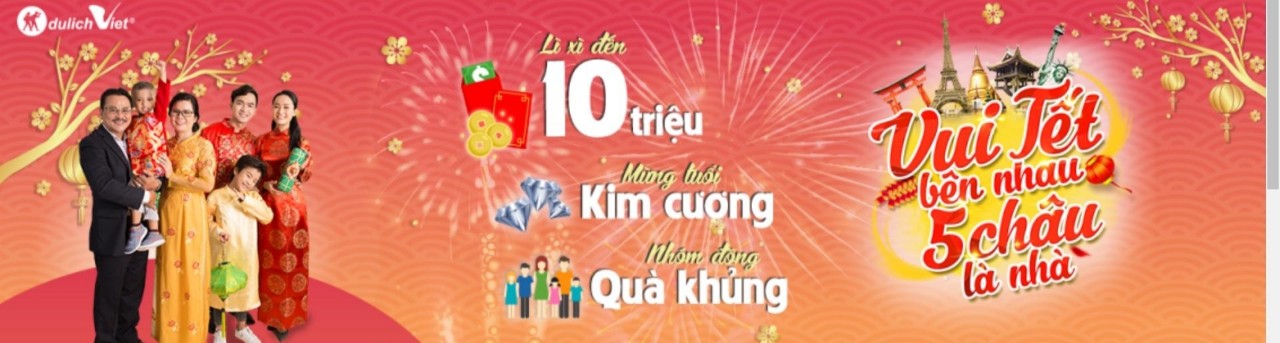 dulichViet®
Lì xì đến
10 triệu
Mừng tuổi
Kim cương
Nhóm đông
Quà khủng
Vui Tết
bên nhau
5 châu
là nhà